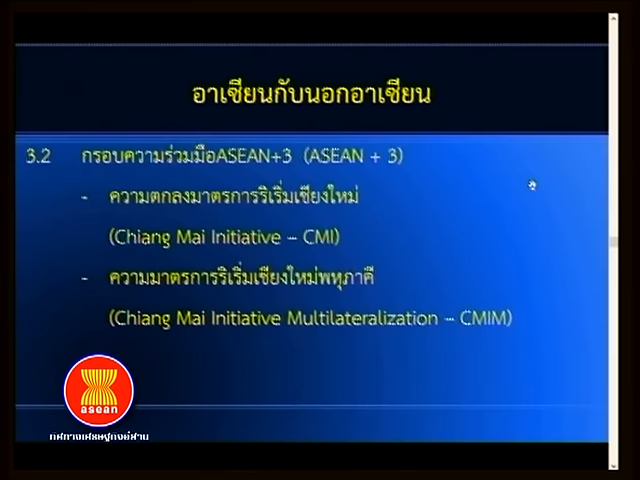 อาเซียนกับนอกอาเซียน
3.2 กรอบความร่วมมือASEAN+3 (ASEAN + 3)
- ความตกลงมาตรการริเริ่มเชียงใหม่
(Chiang Mai Initiative – CMI)
- ความมาตรการริเริ่มเชียงใหม่พหุภาคี
(Chiang Mai Initiative Multilateralization – CMIM)
asean